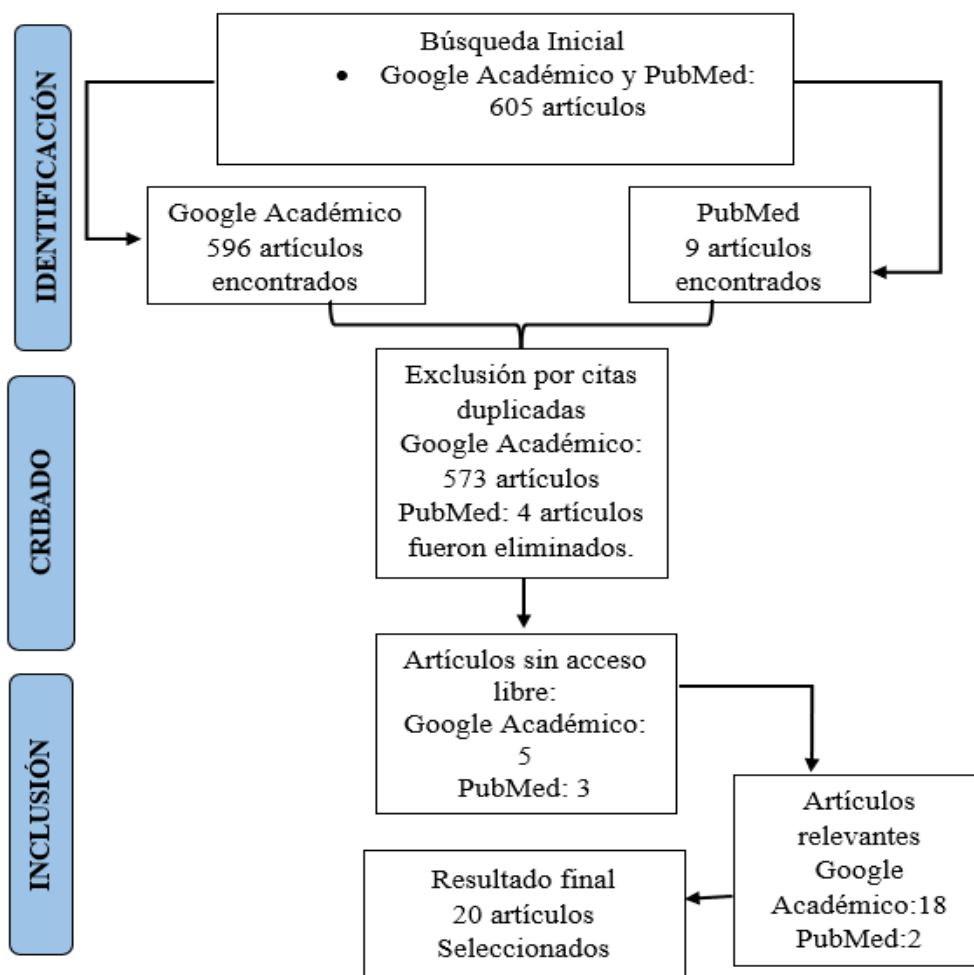 IDENTIFICACIÓN
Búsqueda Inicial
• Google Académico y PubMed:
605 artículos
Google Académico
596 artículos
encontrados
PubMed
9 artículos
encontrados
CRIBADO
Exclusión por citas
duplicadas
Google Académico:
573 artículos
PubMed: 4 artículos
fueron eliminados.
INCLUSIÓN
Artículos sin acceso
libre:
Google Académico:
5
PubMed: 3
Artículos
relevantes
Google
Académico:18
PubMed:2
Resultado final
20 artículos
Seleccionados